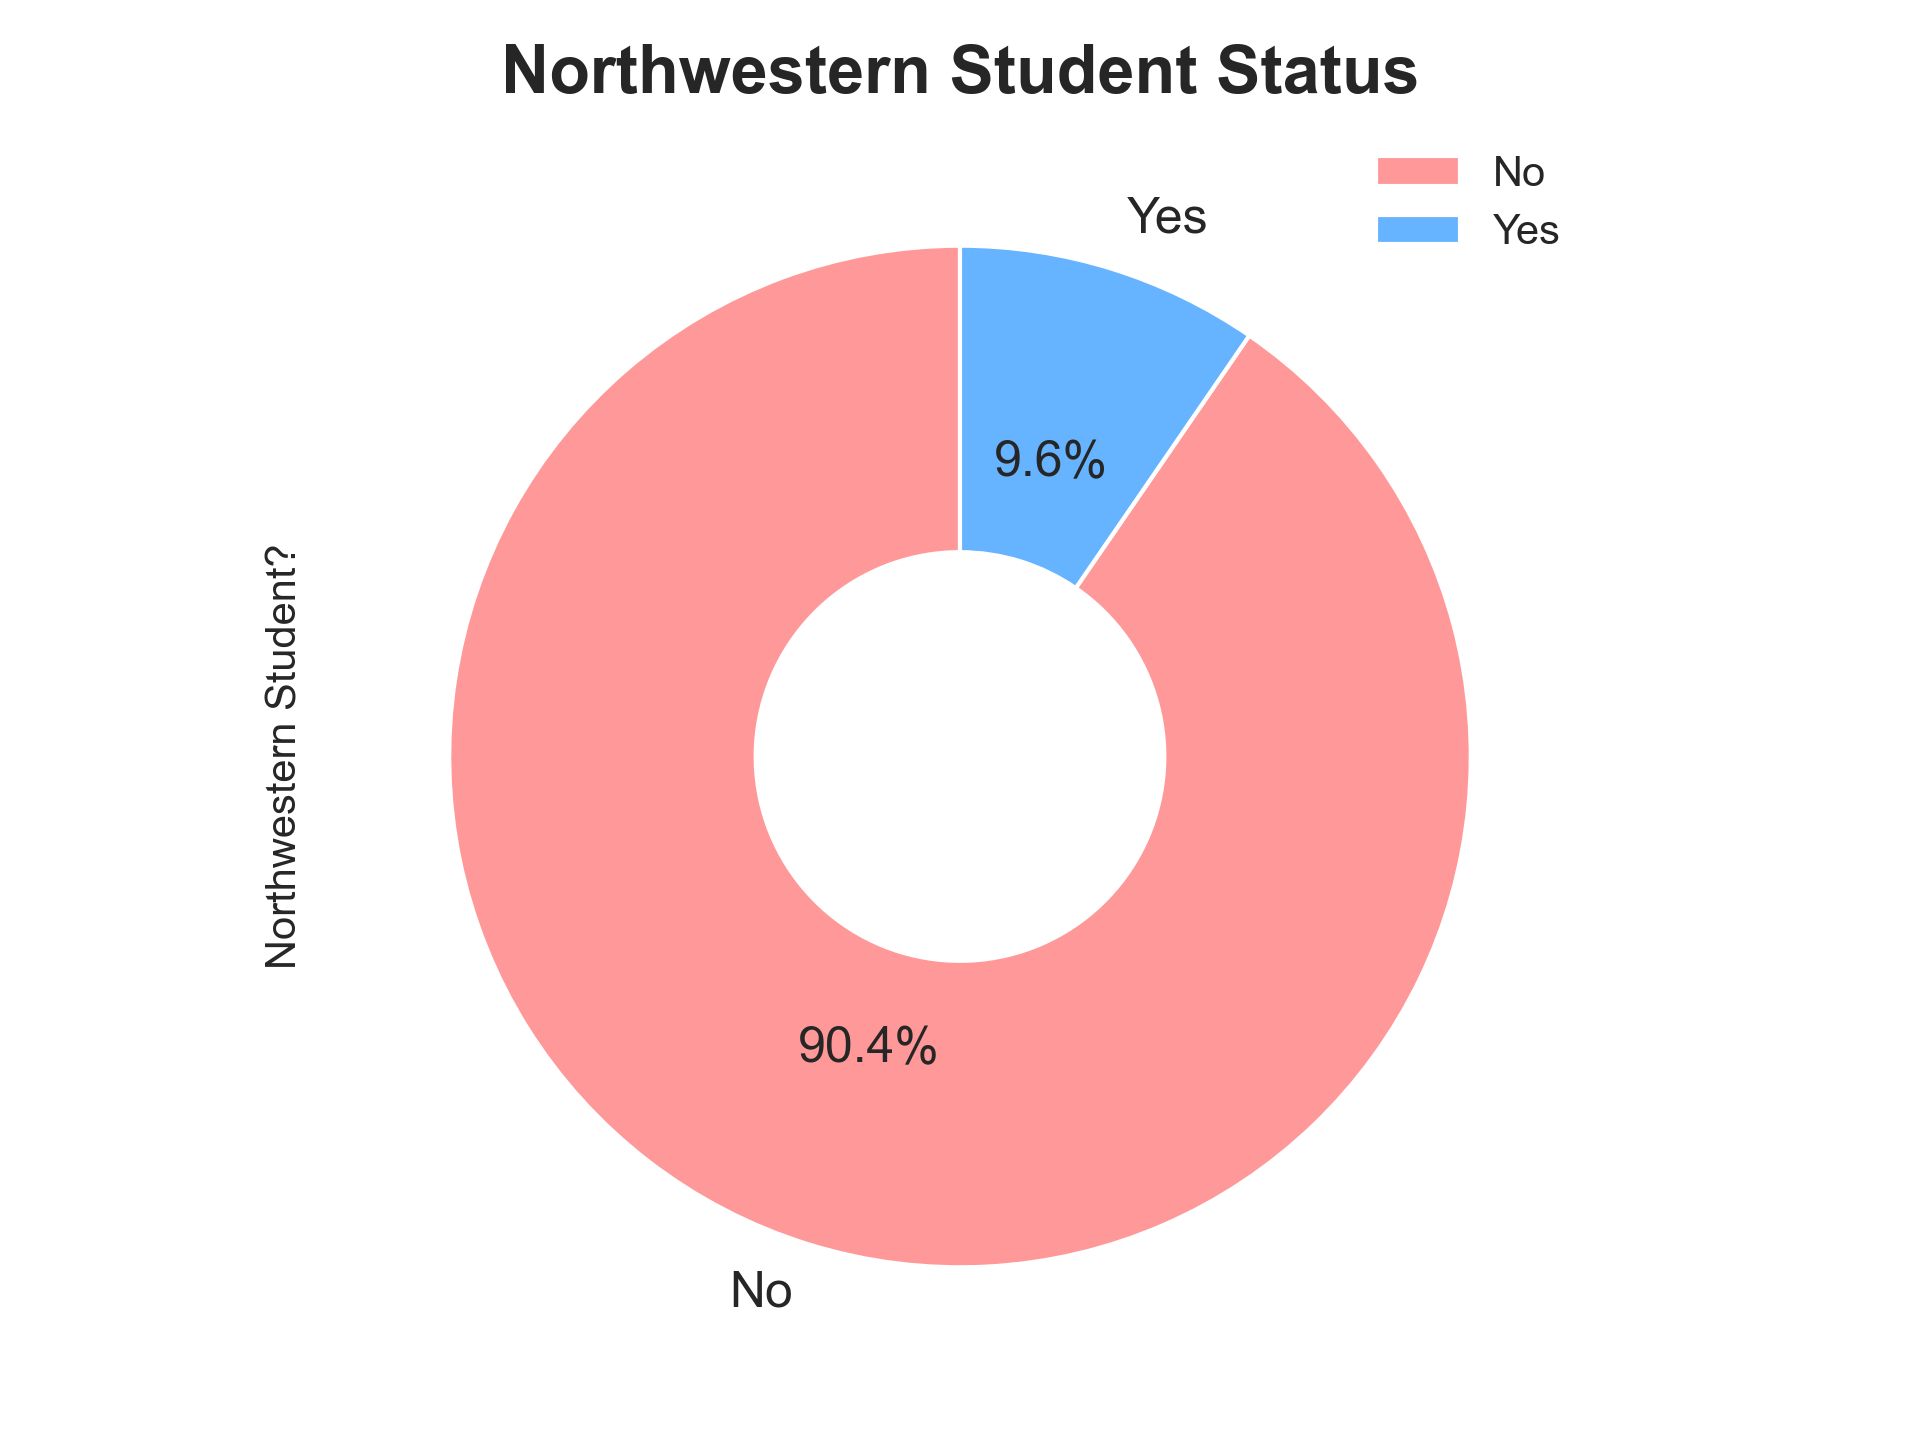 Northwestern Student Status
No
Yes
Yes
9.6%
Northwestern Student?
90.4%
No